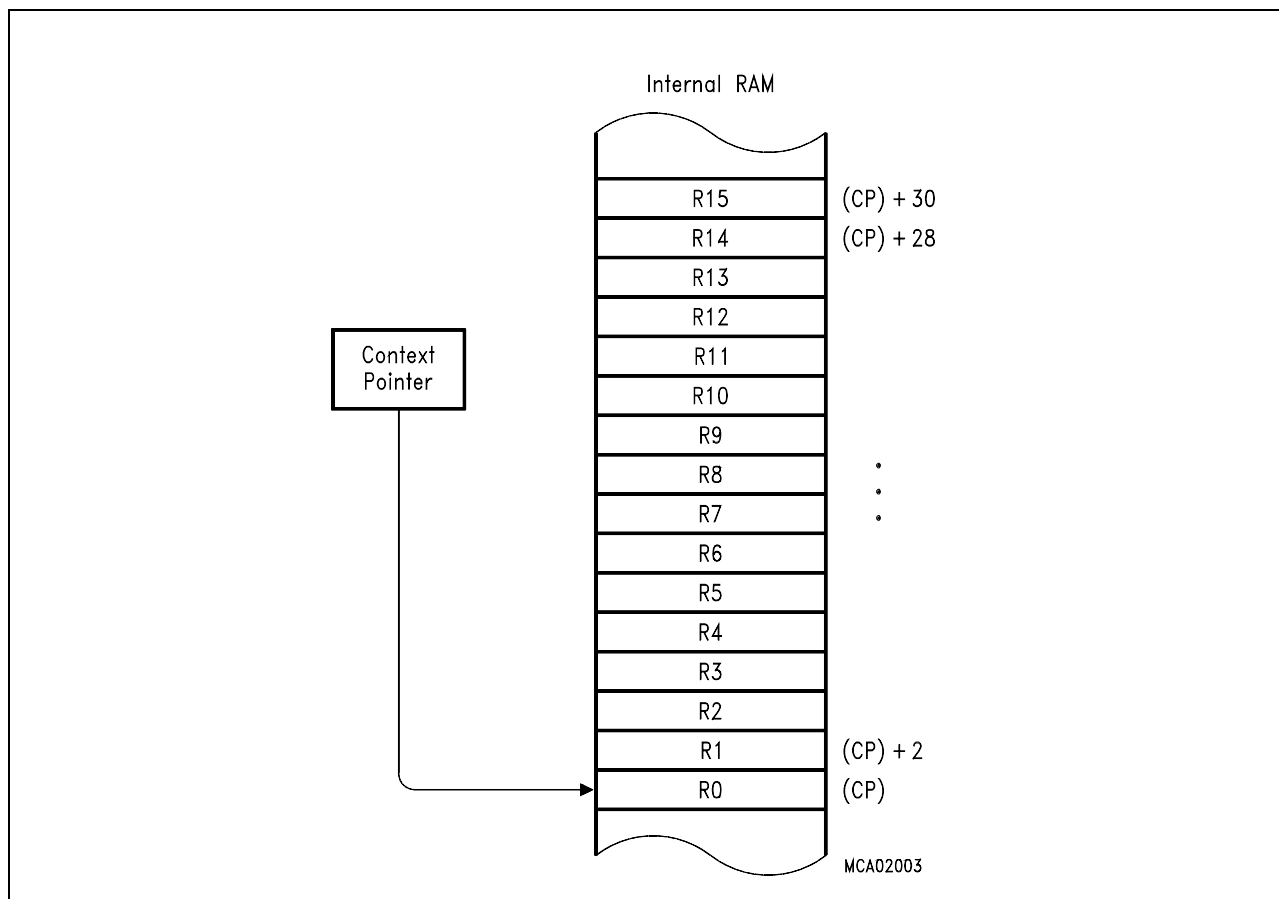 Internal RAM
R15 (CP) + 30
R14 (CP) + 28
R13
R12
Context
Pointer
R11
R10
R9
R8
R7
R6
R5
R4
R3
R2
R1 (CP) + 2
R0 (CP)
MCA02003